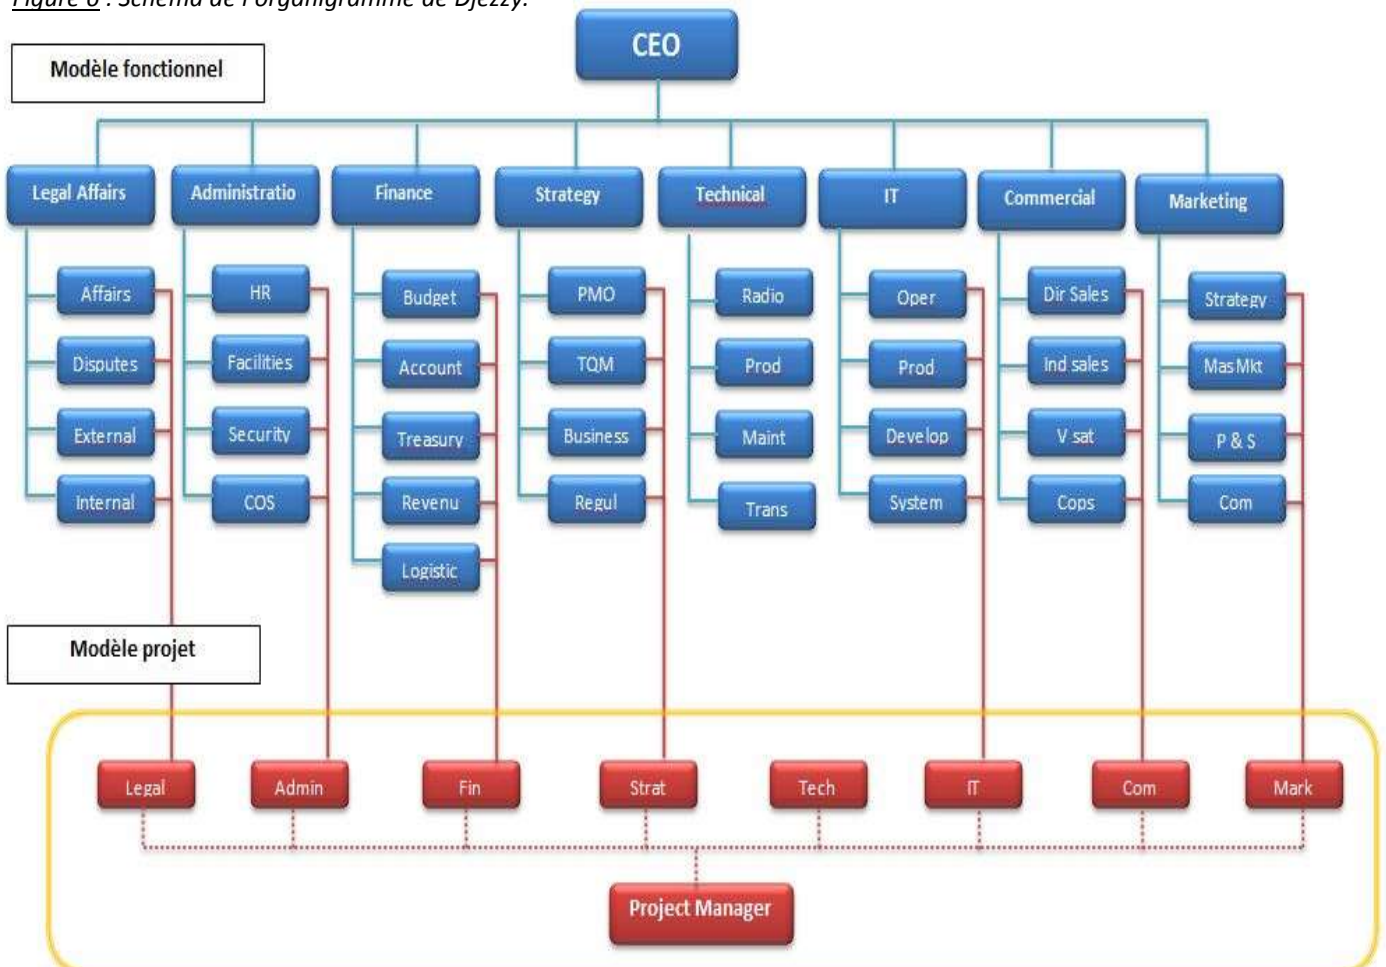 Figure 6 : Schéma de l'organigramme de Djezzy.
CEO
Modèle fonctionnel
Legal Affairs
Administratio
Finance
Strategy
Technical
IT
Commercial
Marketing
Affairs
Disputes
External
Internal
HR
Facilities
Security
COS
Budget
Account
Treasury
Revenu
Logistic
PMO
TQM
Business
Regul
Radio
Prod
Maint
Trans
Oper
Prod
Develop
System
Dir Sales
Ind sales
V sat
Cops
Strategy
Mas Mkt
P & S
Com
Modèle projet
Legal
Admin
Fin
Strat
Tech
IT
Com
Mark
Project Manager